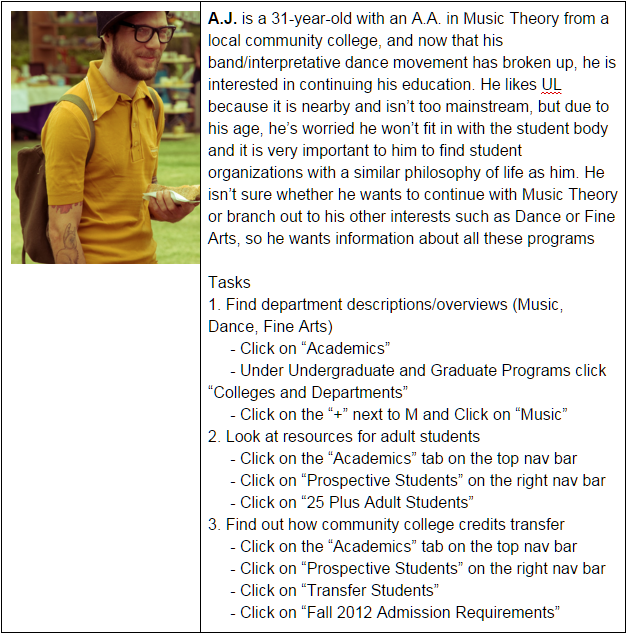 A.J. is a 31-year-old with an A.A. in Music Theory from a
local community college, and now that his
band/interpretative dance movement has broken up, he is
interested in continuing his education. He likes UL
because it is nearby and isn’t too mainstream, but due to
his age, he’s worried he won’t fit in with the student body
and it is very important to him to find student
organizations with a similar philosophy of life as him. He
isn’t sure whether he wants to continue with Music Theory
or branch out to his other interests such as Dance or Fine
Arts, so he wants information about all these programs
Tasks
1. Find department descriptions/overviews (Music,
Dance, Fine Arts)
- Click on “Academics”
- Under Undergraduate and Graduate Programs click
“Colleges and Departments”
- Click on the “+” next to M and Click on “Music”
2. Look at resources for adult students
- Click on the “Academics” tab on the top nav bar
- Click on “Prospective Students” on the right nav bar
- Click on “25 Plus Adult Students”
3. Find out how community college credits transfer
- Click on the “Academics” tab on the top nav bar
- Click on “Prospective Students” on the right nav bar
- Click on “Transfer Students”
- Click on “Fall 2012 Admission Requirements”